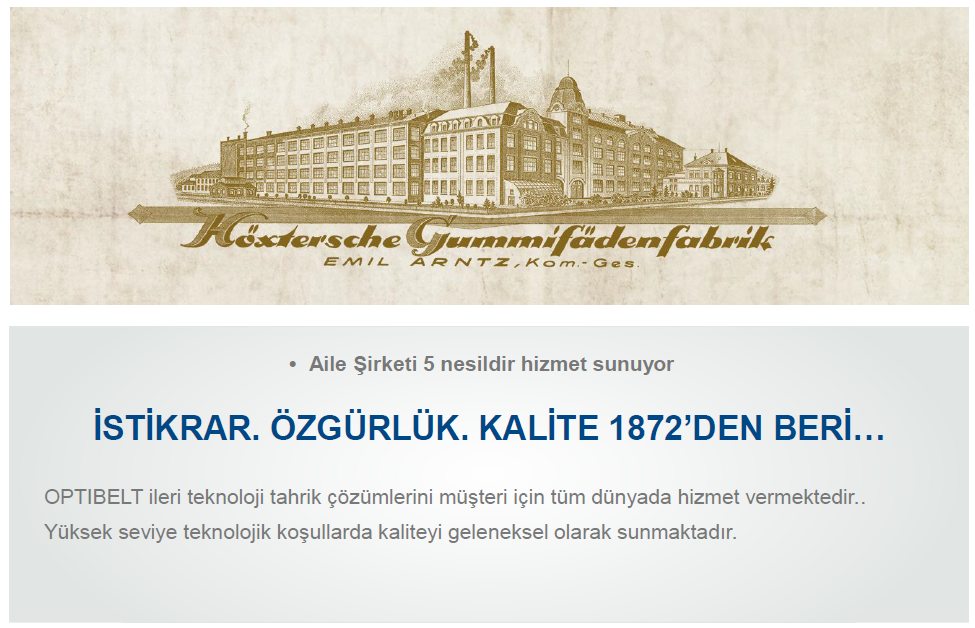 Höxtersche Gummifädenfabrik
EMIL ARNTZ, Kom.-Ges.
• Aile Şirketi 5 nesildir hizmet sunuyor
İSTİKRAR. ÖZGÜRLÜK. KALİTE 1872’DEN BERİ…
OPTIBELT ileri teknoloji tahrik çözümlerini müşteri için tüm dünyada hizmet vermektedir..
Yüksek seviye teknolojik koşullarda kaliteyi geleneksel olarak sunmaktadır.